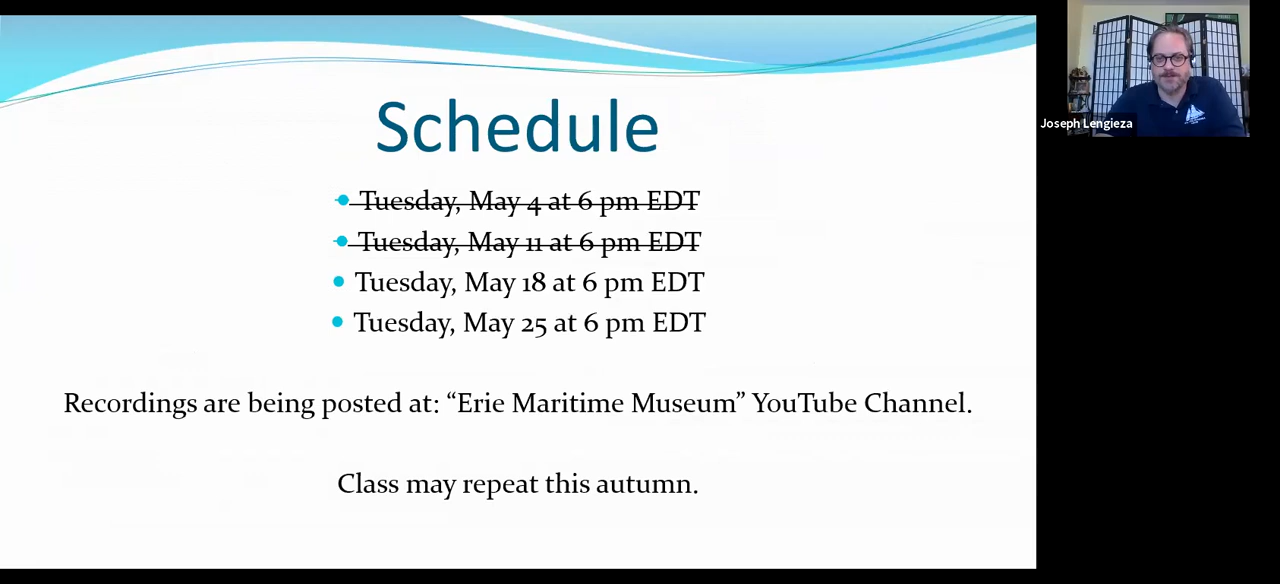 Schedule
Tuesday, May 4 at 6 pm EDT
Tuesday, May 11 at 6 pm EDT
Tuesday, May 18 at 6 pm EDT
Tuesday, May 25 at 6 pm EDT
Recordings are being posted at: “Erie Maritime Museum” YouTube Channel.
Class may repeat this autumn.
Joseph Lengieza